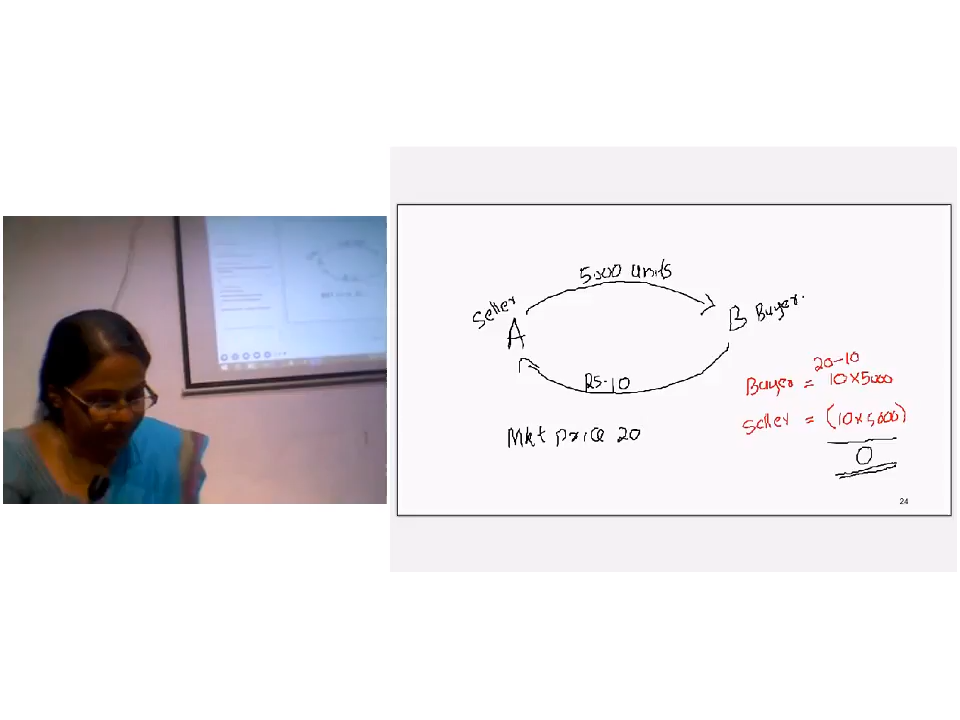 5000 units
Seller
A
B Buyer.
RS.10
Mkt price 20
20-10
Buyer = 10×5000
Seller = (10×5000)
0
24